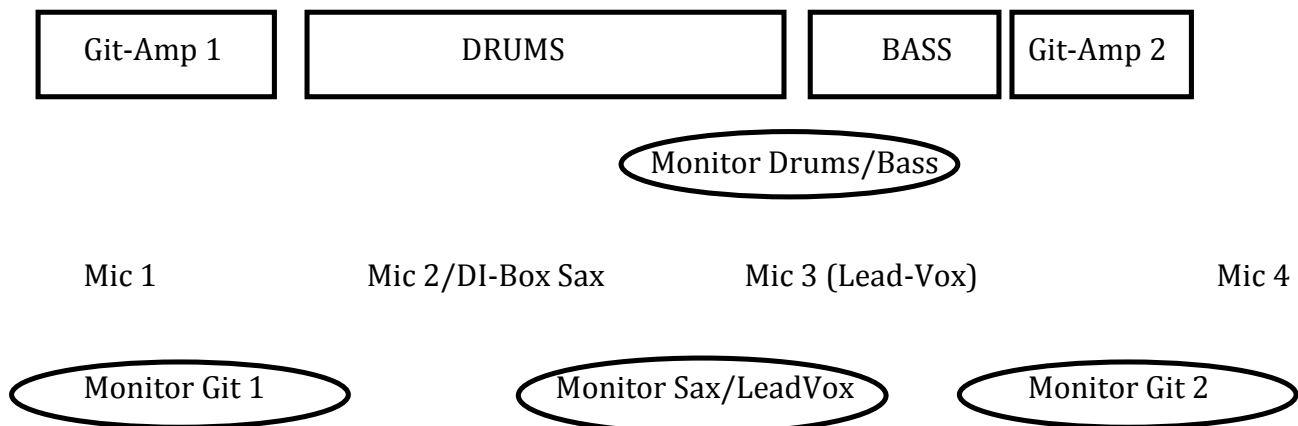 Git-Amp 1 DRUMS BASS Git-Amp 2
Monitor Drums/Bass
Mic 1 Mic 2/DI-Box Sax Mic 3 (Lead-Vox) Mic 4
Monitor Git 1 Monitor Sax/LeadVox Monitor Git 2